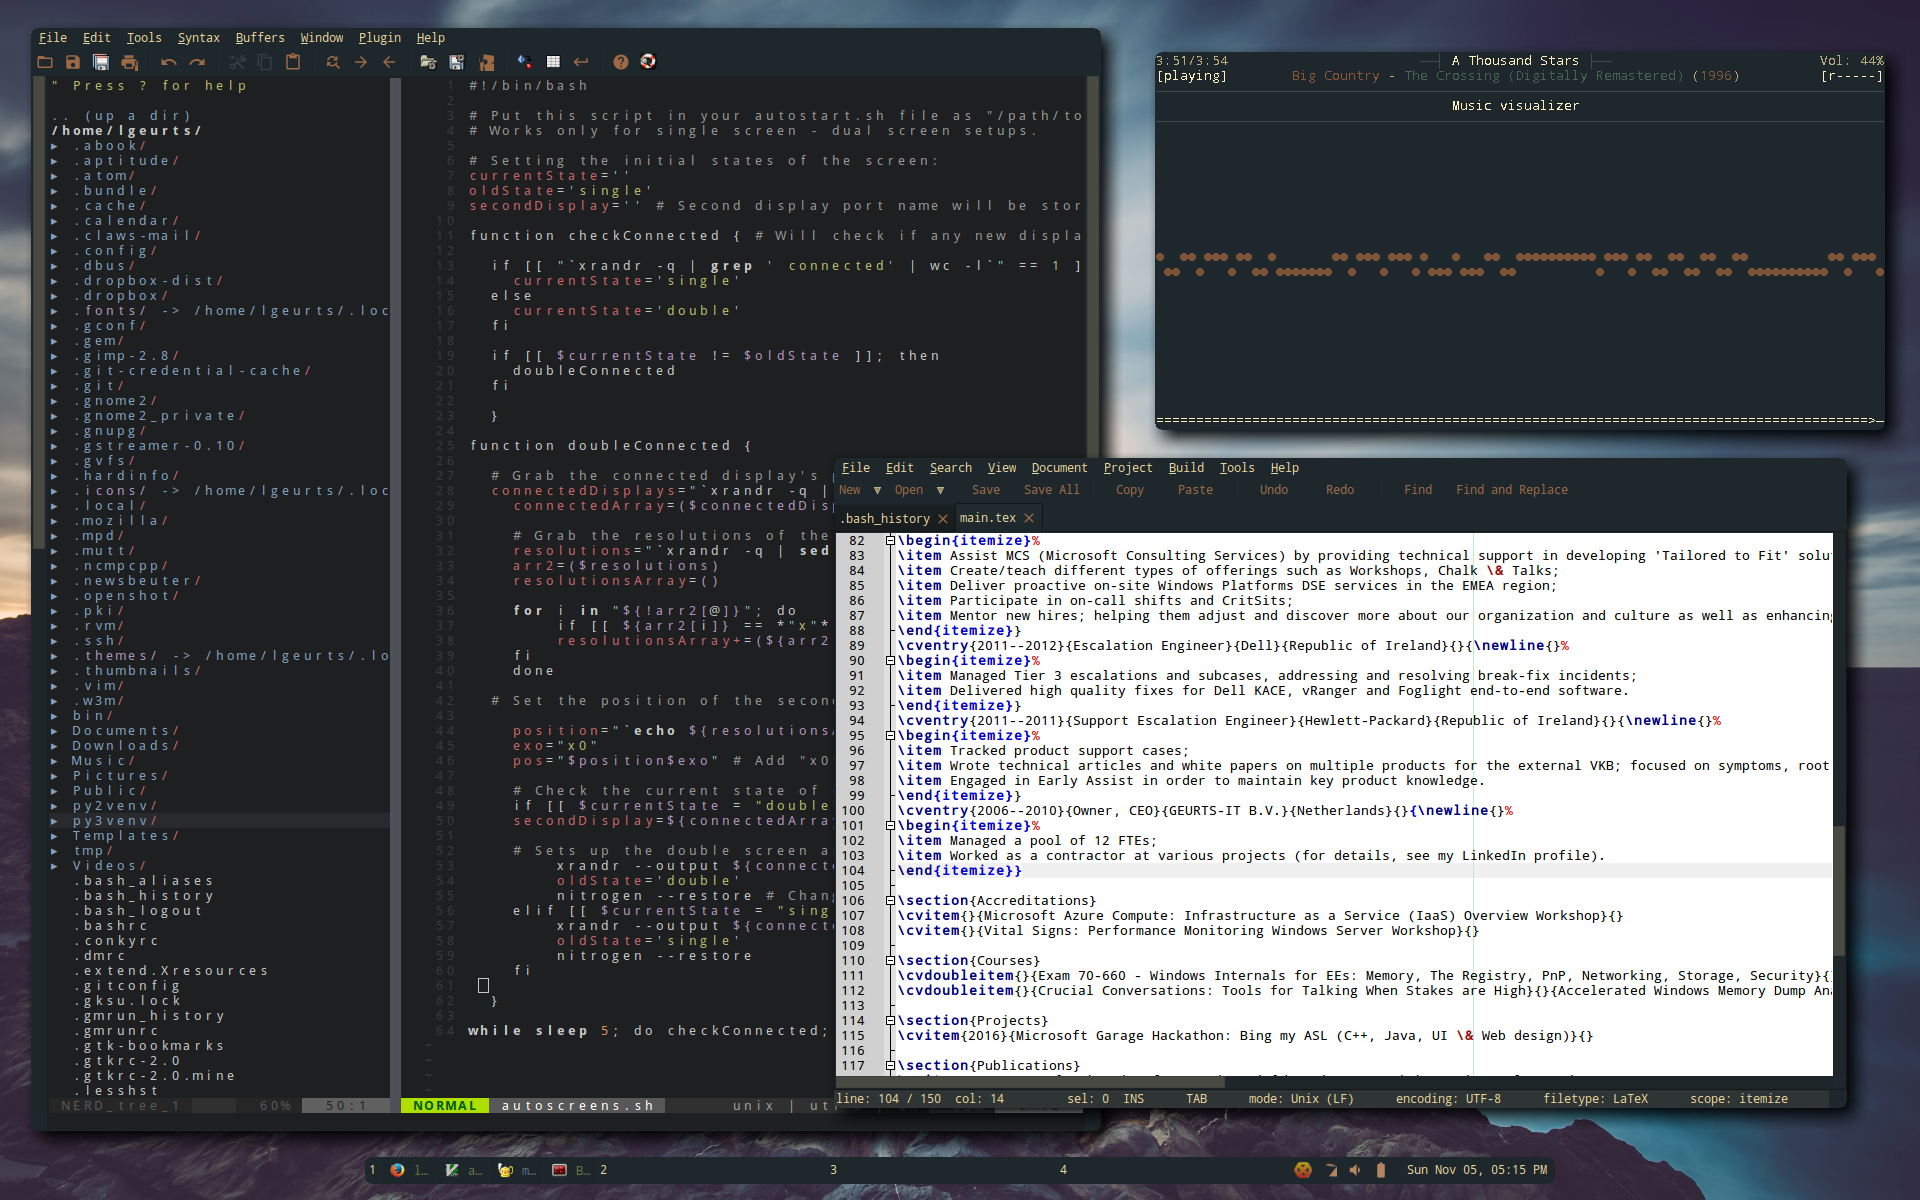 File Edit Tools Syntax Buffers Window Plugin Help
" Press ? for help
.. (up a dir)
/home/lgeurts/
▸ .abook/
▸ .aptitude/
▸ .atom/
▸ .bundle/
▸ .cache/
▸ .calendar/
▸ .claws-mail/
▸ .config/
▸ .dbus/
▸ .dropbox-dist/
▸ .dropbox/
▸ .fonts/ -> /home/lgeurts/.loc
▸ .gconf/
▸ .gem/
▸ .gimp-2.8/
▸ .git-credential-cache/
▸ .git/
▸ .gnome2/
▸ .gnome2_private/
▸ .gnupg/
▸ .gstreamer-0.10/
▸ .gvfs/
▸ .hardinfo/
▸ .icons/ -> /home/lgeurts/.loc
▸ .local/
▸ .mozilla/
▸ .mpd/
▸ .mutt/
▸ .ncmpcpp/
▸ .newsbeuter/
▸ .openshot/
▸ .pki/
▸ .rvm/
▸ .ssh/
▸ .themes/ -> /home/lgeurts/.lo
▸ .thumbnails/
▸ .vim/
▸ .w3m/
▸ bin/
▸ Documents/
▸ Downloads/
▸ Music/
▸ Pictures/
▸ Public/
▸ py2venv/
▸ py3venv/
▸ Templates/
▸ tmp/
▸ Videos/
.bash_aliases
.bash_history
.bash_logout
.bashrc
.conkyrc
.dmrc
.extend.Xresources
.gitconfig
.gksu.lock
.gmrun_history
.gmrunrc
.gtk-bookmarks
.gtkrc-2.0
.gtkrc-2.0.mine
.lesshst
NERD_tree_1 60% 50:1
1 #!/bin/bash
2
3 # Put this script in your autostart.sh file as "/path/to
4 # Works only for single screen - dual screen setups.
5
6 # Setting the initial states of the screen:
7 currentState=''
8 oldState='single'
9 secondDisplay='' # Second display port name will be stor
10
11 function checkConnected { # Will check if any new displa
12
13 if [[ "`xrandr -q | grep ' connected' | wc -l`" == 1 ]
14 currentState='single'
15 else
16 currentState='double'
17 fi
18
19 if [[ $currentState != $oldState ]]; then
20 doubleConnected
21 fi
22
23 }
24
25 function doubleConnected {
26
27 # Grab the connected display's
28 connectedDisplays="`xrandr -q |
29 connectedArray=($connectedDis
30
31 # Grab the resolutions of the
32 resolutions="`xrandr -q | sed
33 arr2=($resolutions)
34 resolutionsArray=()
35
36 for i in "${!arr2[@]}"; do
37 if [[ ${arr2[i]} == *"x"*
38 resolutionsArray+=(${arr2
39 fi
40 done
41
42 # Set the position of the secon
43
44 position="`echo ${resolutions
45 exo="x0"
46 pos="$position$exo" # Add "x0
47
48 # Check the current state of
49 if [[ $currentState = "double
50 secondDisplay=${connectedArra
51
52 # Sets up the double screen a
53 xrandr --output ${connect
54 oldState='double'
55 nitrogen --restore # Chan
56 elif [[ $currentState = "sing
57 xrandr --output ${connect
58 oldState='single'
59 nitrogen --restore
60 fi
61
62 }
63
64 while sleep 5; do checkConnected;
~
~
~
~
NORMAL autoscreens.sh unix | ut
3:51/3:54 A Thousand Stars Vol: 44%
[playing] Big Country - The Crossing (Digitally Remastered) (1996) [r-----]
Music visualizer
File Edit Search View Document Project Build Tools Help
New Open Save Save All Copy Paste Undo Redo Find Find and Replace
.bash_history main.tex
82 \begin{itemize}%
83 \item Assist MCS (Microsoft Consulting Services) by providing technical support in developing 'Tailored to Fit' solu
84 \item Create/teach different types of offerings such as Workshops, Chalk \& Talks;
85 \item Deliver proactive on-site Windows Platforms DSE services in the EMEA region;
86 \item Participate in on-call shifts and CritSits;
87 \item Mentor new hires; helping them adjust and discover more about our organization and culture as well as enhancing
88 \end{itemize}}
89 \cventry{2011--2012}{Escalation Engineer}{Dell}{Republic of Ireland}{}{\newline{}%
90 \begin{itemize}%
91 \item Managed Tier 3 escalations and subcases, addressing and resolving break-fix incidents;
92 \item Delivered high quality fixes for Dell KACE, vRanger and Foglight end-to-end software.
93 \end{itemize}}
94 \cventry{2011--2011}{Support Escalation Engineer}{Hewlett-Packard}{Republic of Ireland}{}{\newline{}%
95 \begin{itemize}%
96 \item Tracked product support cases;
97 \item Wrote technical articles and white papers on multiple products for the external VKB; focused on symptoms, root
98 \item Engaged in Early Assist in order to maintain key product knowledge.
99 \end{itemize}}
100 \cventry{2006--2010}{Owner, CEO}{GEURTS-IT B.V.}{Netherlands}{}{\newline{}%
101 \begin{itemize}%
102 \item Managed a pool of 12 FTEs;
103 \item Worked as a contractor at various projects (for details, see my LinkedIn profile).
104 \end{itemize}}
105
106 \section{Accreditations}
107 \cvitem{}{Microsoft Azure Compute: Infrastructure as a Service (IaaS) Overview Workshop}{}
108 \cvitem{}{Vital Signs: Performance Monitoring Windows Server Workshop}{}
109
110 \section{Courses}
111 \cvdoubleitem{}{Exam 70-660 - Windows Internals for EEs: Memory, The Registry, PnP, Networking, Storage, Security}{
112 \cvdoubleitem{}{Crucial Conversations: Tools for Talking When Stakes are High}{}{Accelerated Windows Memory Dump An
113
114 \section{Projects}
115 \cvitem{2016}{Microsoft Garage Hackathon: Bing my ASL (C++, Java, UI \& Web design)}{}
116
117 \section{Publications}
line: 104 / 150 col: 14 sel: 0 INS TAB mode: Unix (LF) encoding: UTF-8 filetype: LaTeX scope: itemize
1 l... a... m... B... 2 3 4 Sun Nov 05, 05:15 PM